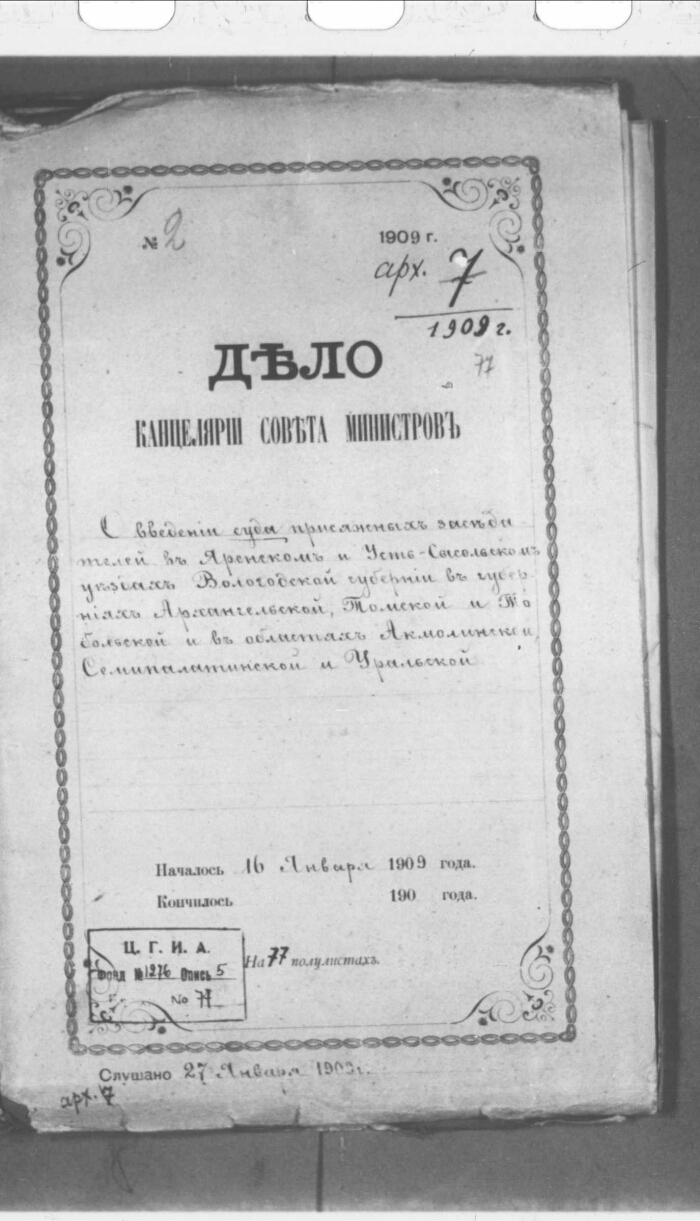 № 2
1909 г.
арх. 7
1909 г.
77
ДѢЛО
КАНЦЕЛЯРІИ СОВѢТА МИНИСТРОВЪ
О введеніи суда присяжныхъ засѣда
телей въ Яренскомъ и Усть-Сысольскомъ
уѣздахъ Вологодской губерніи въ губер-
ніяхъ Архангельской, Томской и То
больской и въ областяхъ Акмолинской,
Семипалатинской и Уральской
Началось 16 Января 1909 года.
Кончилось 190 года.
Ц. Г. И. А.
Фонд № 1276 Опись 5
No
На 77 полулистахъ.
Слушано 27 Января 1909 г.
арх. 7